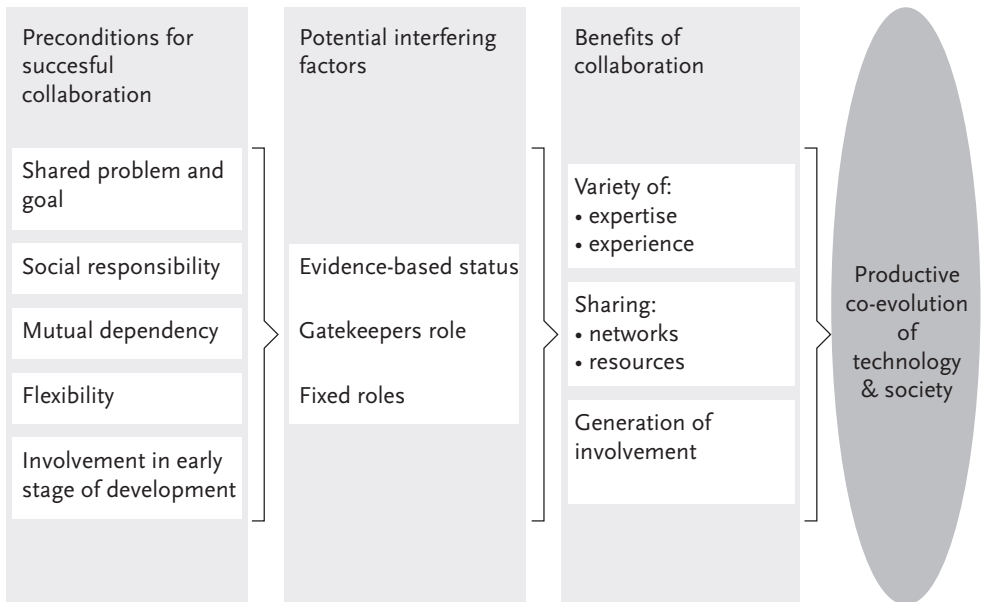 Preconditions for
succesful
collaboration
Shared problem and
goal
Social responsibility
Mutual dependency
Flexibility
Involvement in early
stage of development
Potential interfering
factors
Evidence-based status
Gatekeepers role
Fixed roles
Benefits of
collaboration
Variety of:
• expertise
• experience
Sharing:
• networks
• resources
Generation of
involvement
Productive
co-evolution
of
technology
& society